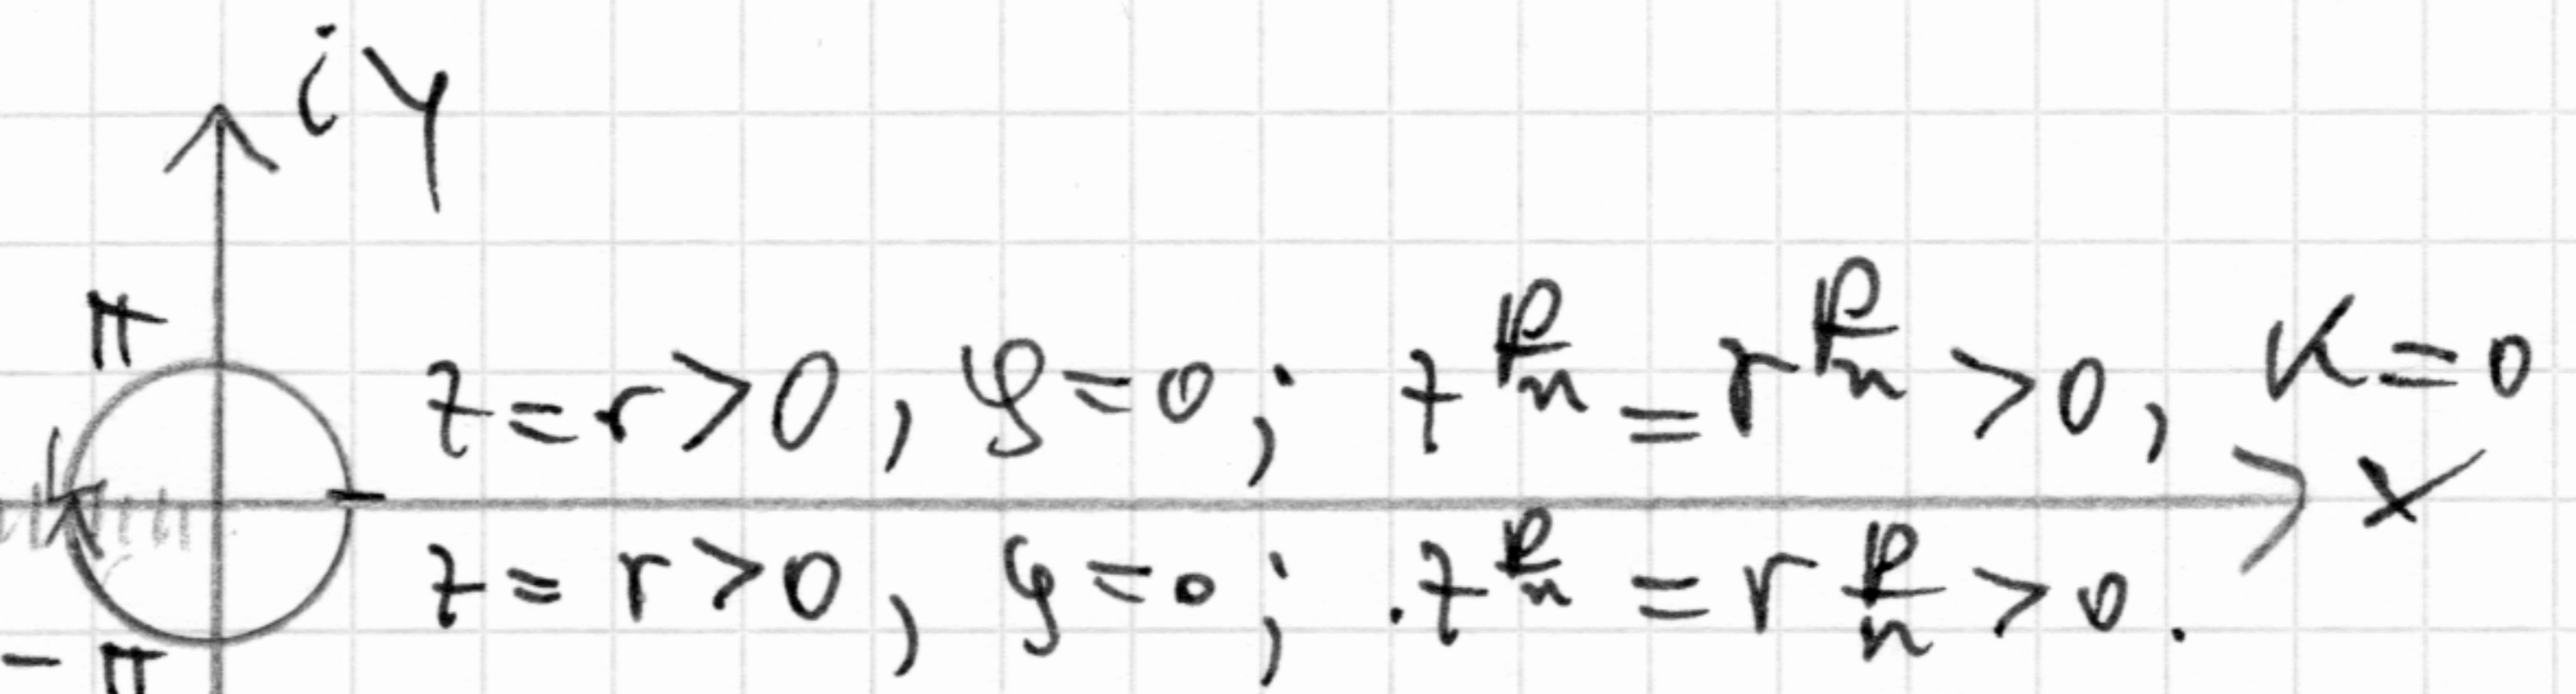 iy
π
z = r > 0, φ = 0; z^{p/n} = r^{p/n} > 0, k = 0
x
z = r > 0, φ = 0; z^{p/n} = r^{p/n} > 0.
-π